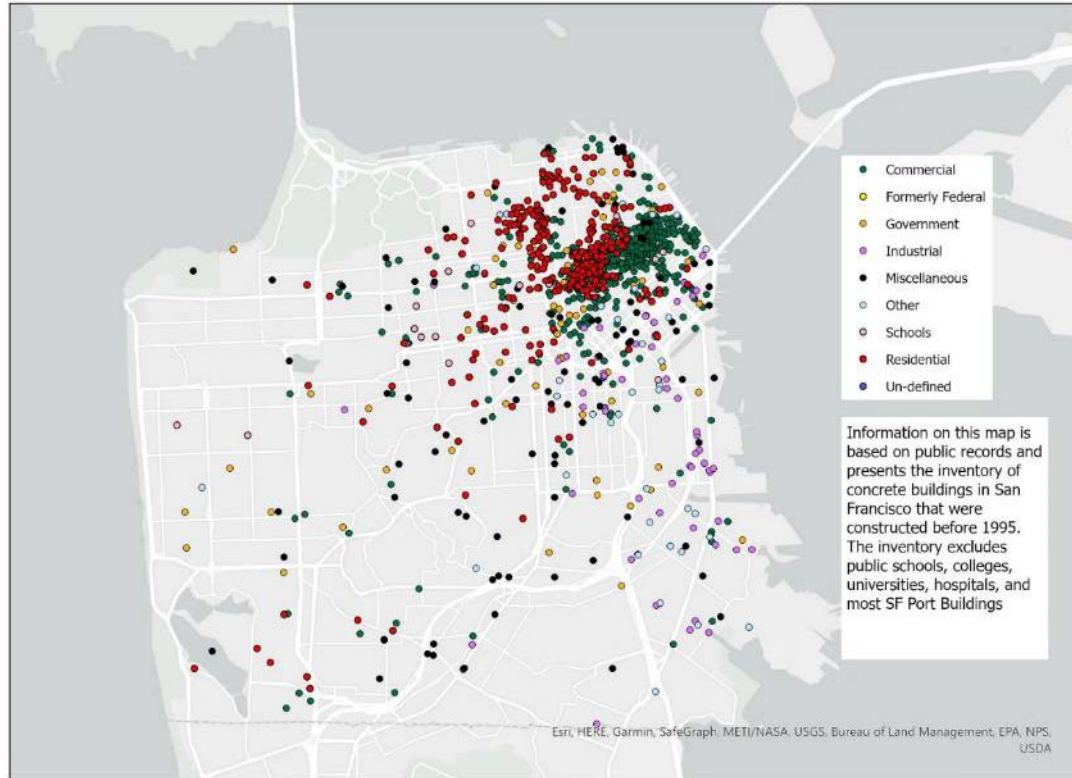 Commercial
Formerly Federal
Government
Industrial
Miscellaneous
Other
Schools
Residential
Un-defined
Information on this map is
based on public records and
presents the inventory of
concrete buildings in San
Francisco that were
constructed before 1995.
The inventory excludes
public schools, colleges,
universities, hospitals, and
most SF Port Buildings
Esri, HERE, Garmin, SafeGraph, METI/NASA, USGS, Bureau of Land Management, EPA, NPS,
USDA